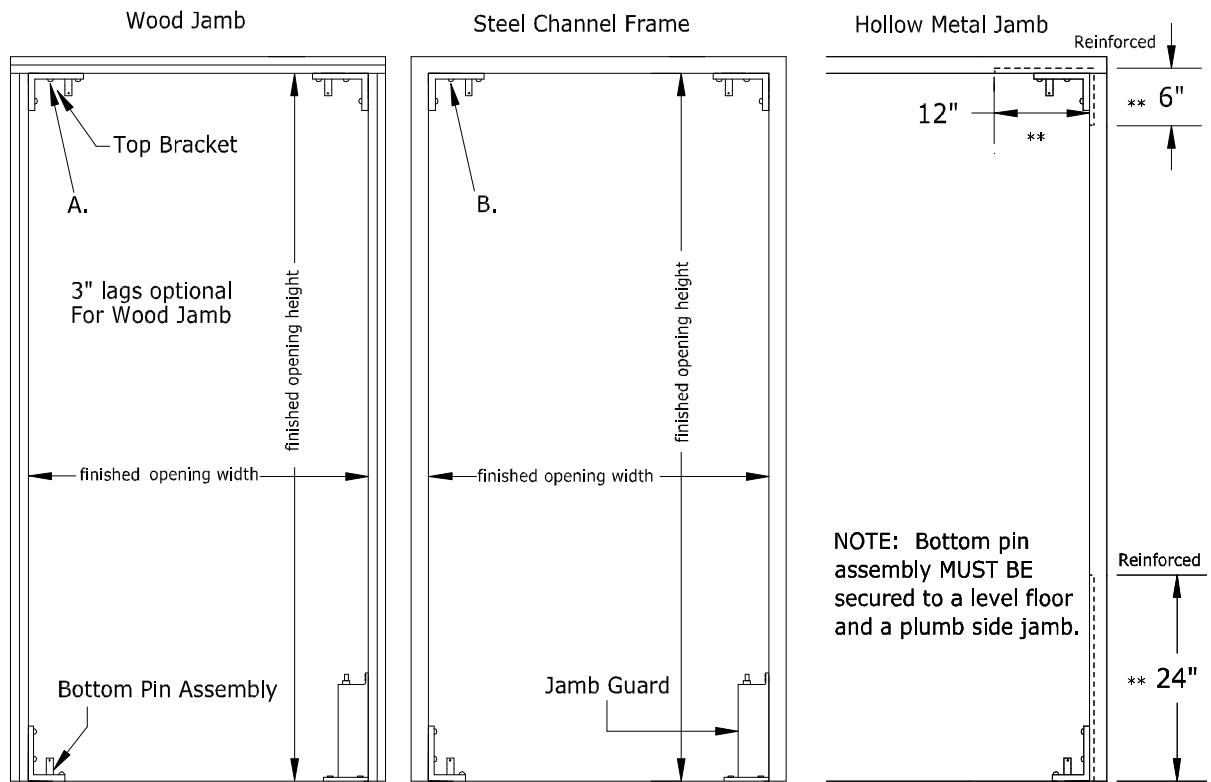 Wood Jamb
Top Bracket
A.
3" lags optional
For Wood Jamb
finished opening height
finished opening width
Bottom Pin Assembly
Steel Channel Frame
B.
finished opening height
finished opening width
Jamb Guard
Hollow Metal Jamb
Reinforced
12"
**
** 6"
NOTE: Bottom pin
assembly MUST BE
secured to a level floor
and a plumb side jamb.
Reinforced
** 24"